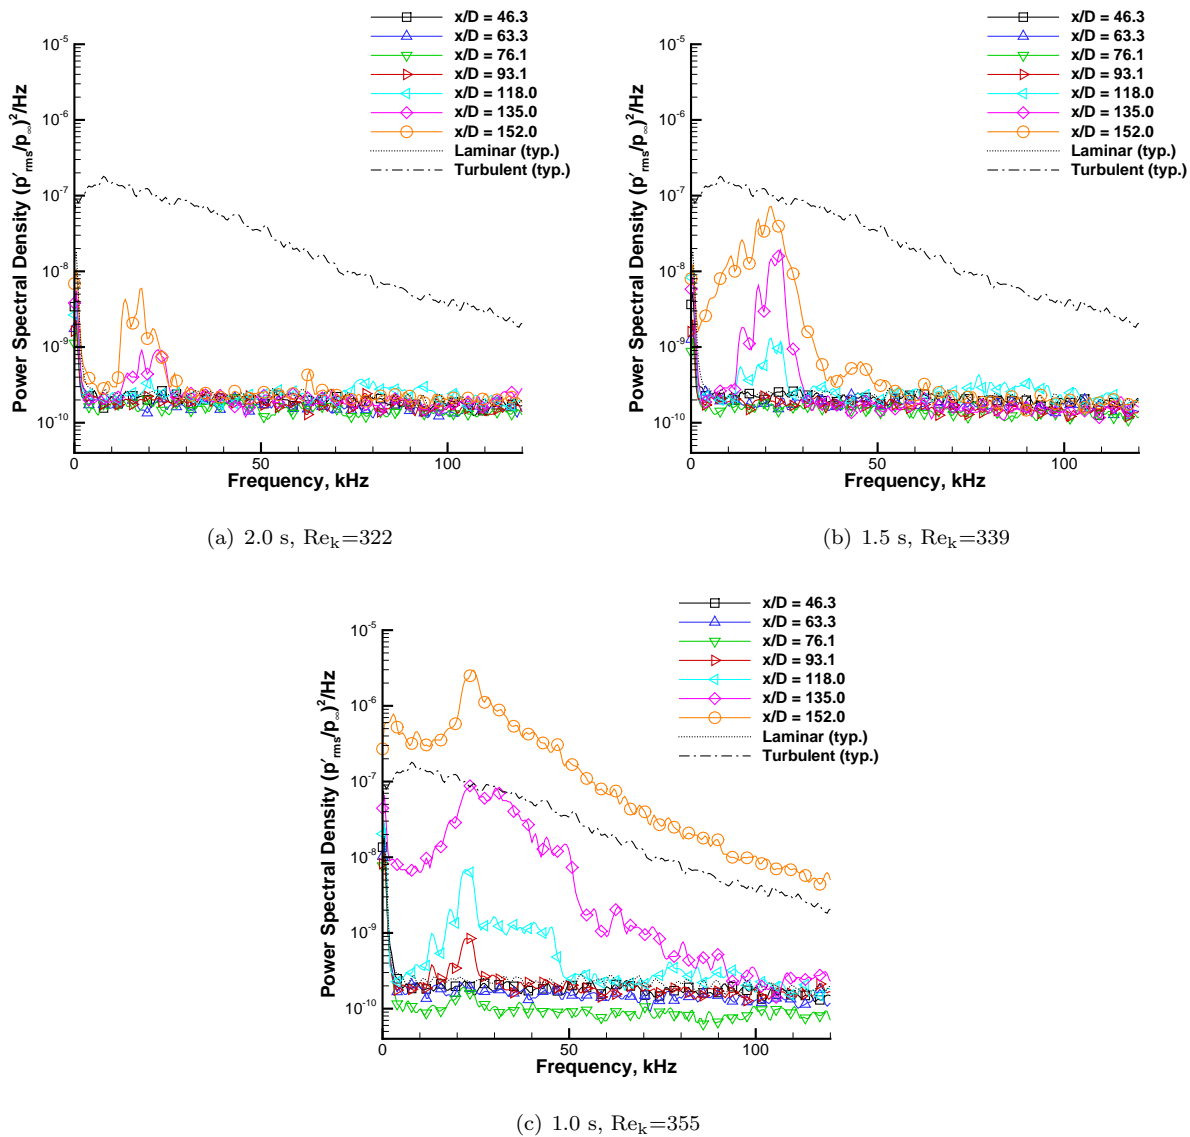 x/D = 46.3
x/D = 63.3
x/D = 76.1
x/D = 93.1
x/D = 118.0
x/D = 135.0
x/D = 152.0
Laminar (typ.)
Turbulent (typ.)
Power Spectral Density (p′rms/p∞)²/Hz
10⁻⁵
10⁻⁶
10⁻⁷
10⁻⁸
10⁻⁹
10⁻¹⁰
0
50
100
Frequency, kHz
(a) 2.0 s, Reₖ=322
x/D = 46.3
x/D = 63.3
x/D = 76.1
x/D = 93.1
x/D = 118.0
x/D = 135.0
x/D = 152.0
Laminar (typ.)
Turbulent (typ.)
Power Spectral Density (p′rms/p∞)²/Hz
10⁻⁵
10⁻⁶
10⁻⁷
10⁻⁸
10⁻⁹
10⁻¹⁰
0
50
100
Frequency, kHz
(b) 1.5 s, Reₖ=339
x/D = 46.3
x/D = 63.3
x/D = 76.1
x/D = 93.1
x/D = 118.0
x/D = 135.0
x/D = 152.0
Laminar (typ.)
Turbulent (typ.)
Power Spectral Density (p′rms/p∞)²/Hz
10⁻⁵
10⁻⁶
10⁻⁷
10⁻⁸
10⁻⁹
10⁻¹⁰
0
50
100
Frequency, kHz
(c) 1.0 s, Reₖ=355